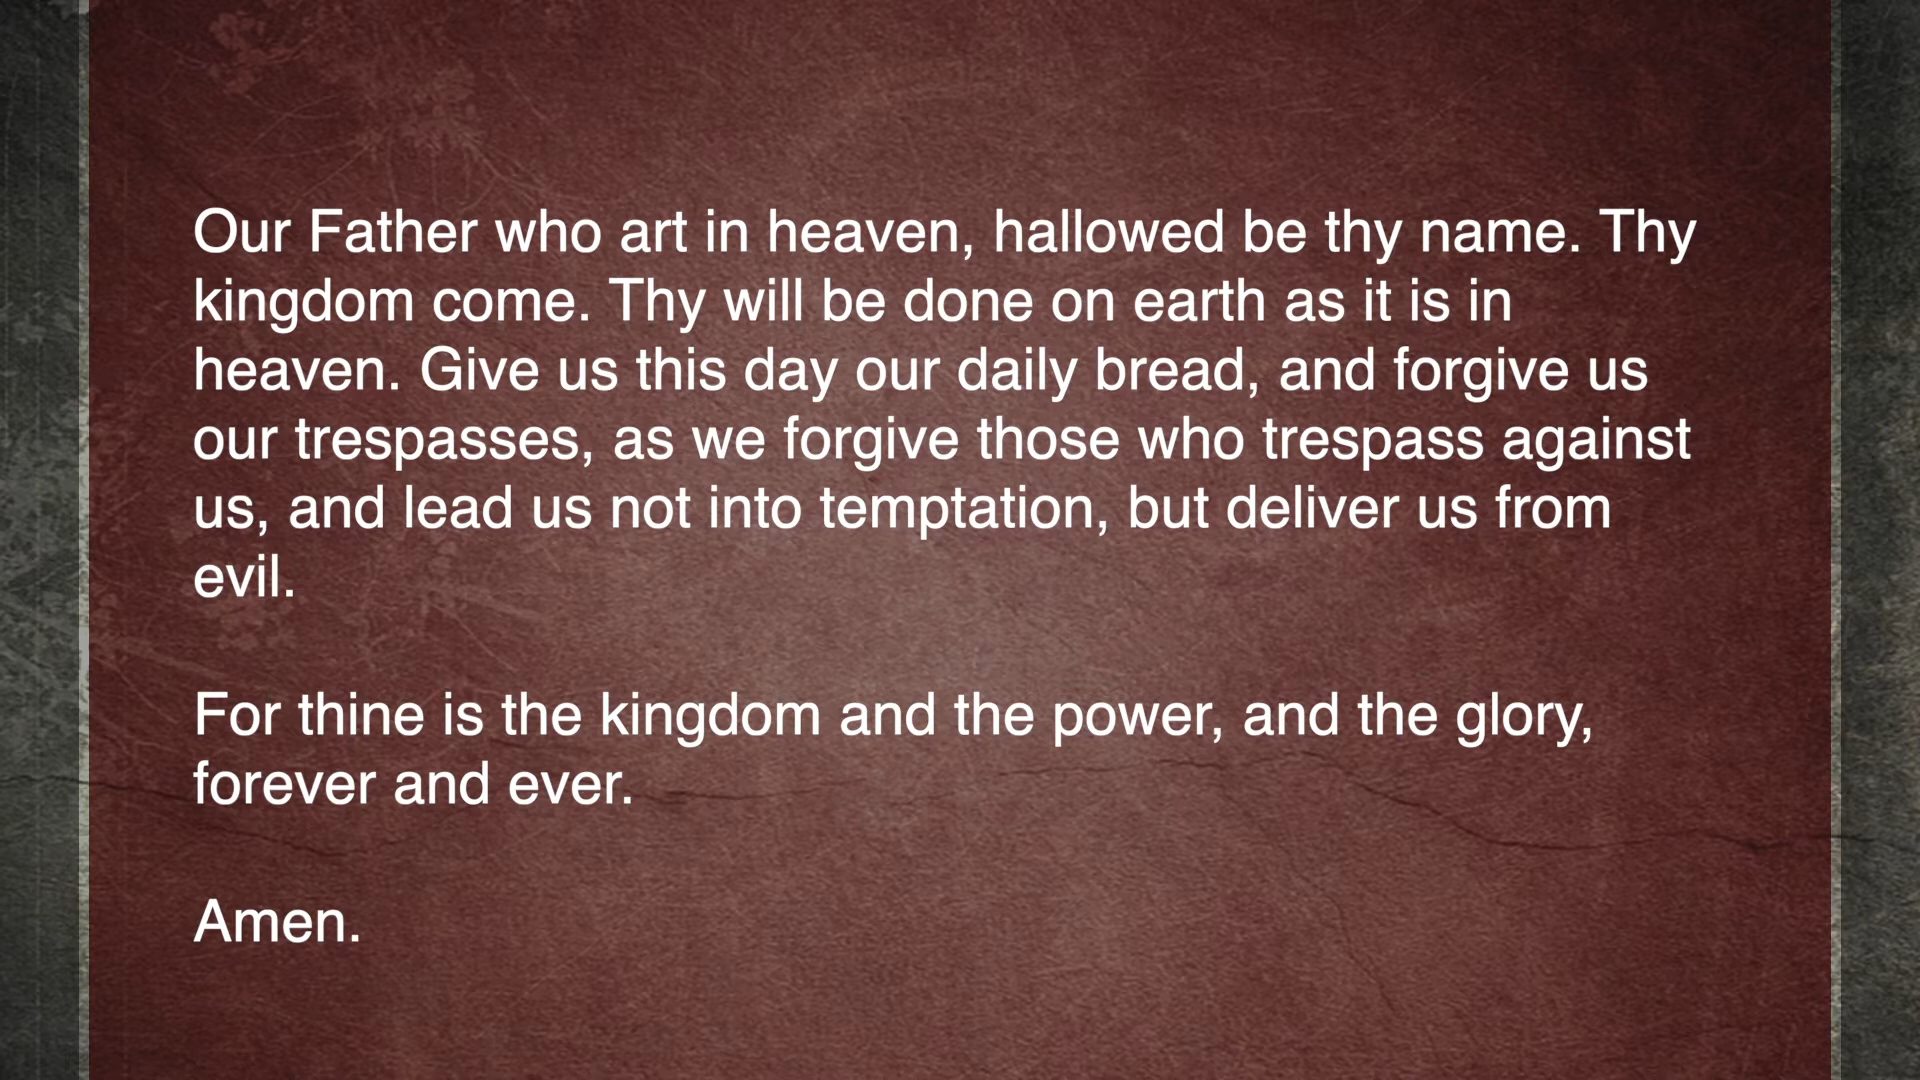 Our Father who art in heaven, hallowed be thy name. Thy
kingdom come. Thy will be done on earth as it is in
heaven. Give us this day our daily bread, and forgive us
our trespasses, as we forgive those who trespass against
us, and lead us not into temptation, but deliver us from
evil.
For thine is the kingdom and the power, and the glory,
forever and ever.
Amen.